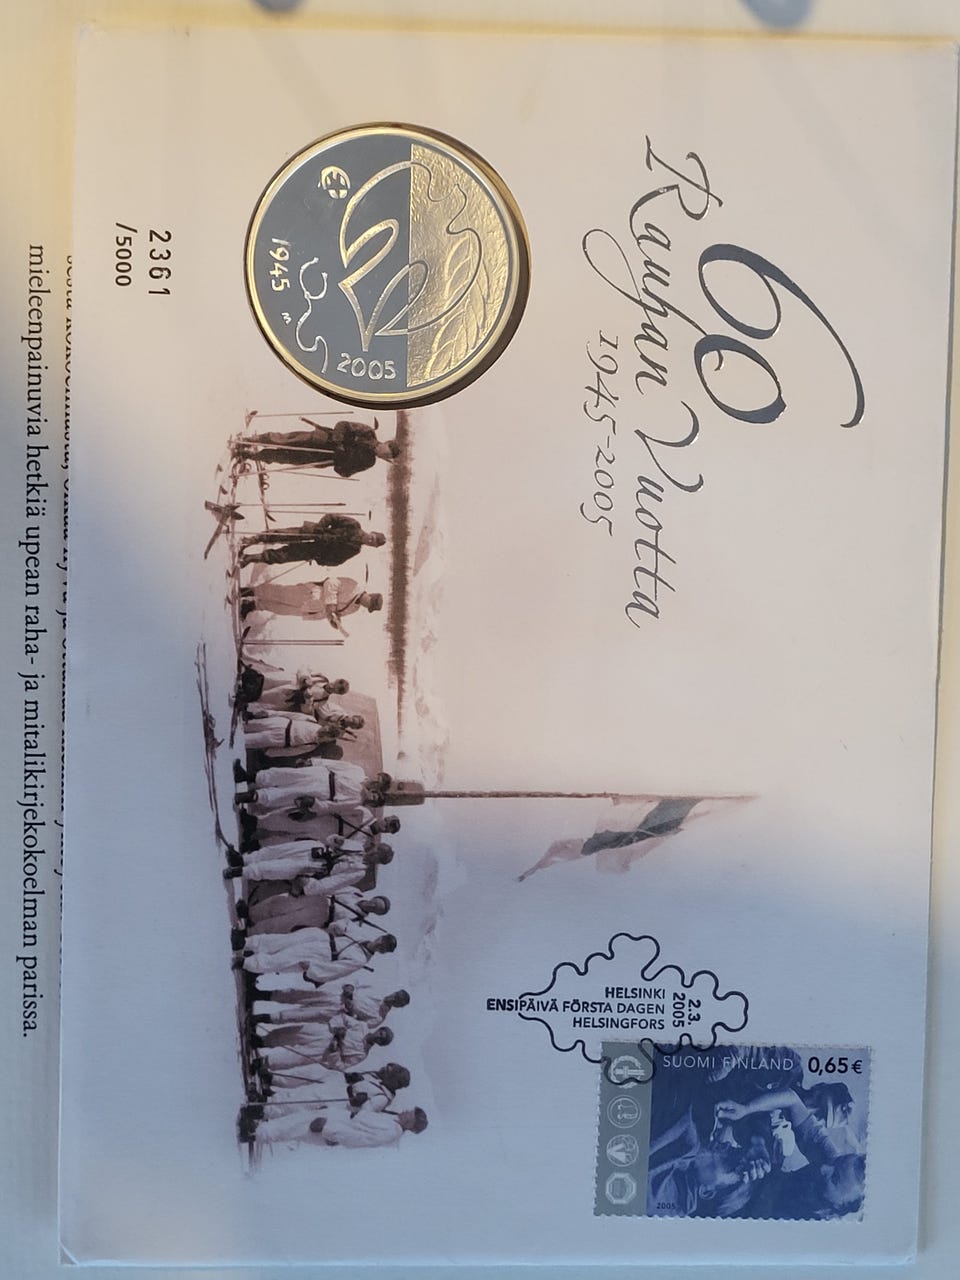 60
Rauhan Vuotta
1945-2005
1945
M
2005
2361
/5000
HELSINKI
ENSIPÄIVÄ FÖRSTA DAGEN
HELSINGFORS
2.3.
2005
SUOMI FINLAND 0,65€
2005
mieleenpainuvia hetkiä upean raha- ja mitalikirjekokoelman parissa.